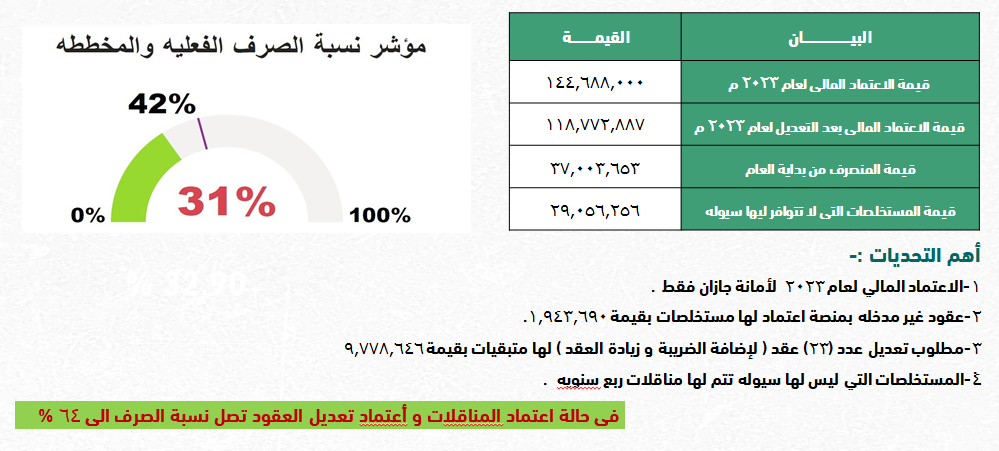 مؤشر نسبة الصرف الفعليه والمخططه
42%
31%
0%
100%
البيـــــــان القيمـــــة
قيمة الاعتماد المالى لعام ٢٠٢٣ م ١٤٤,٦٨٨,٠٠٠
قيمة الاعتماد المالى بعد التعديل لعام ٢٠٢٣ م ١١٨,٧٧٢,٨٨٧
قيمة المنصرف من بداية العام ٣٧,٠٠٣,٦٥٣
قيمة المستخلصات التى لا تتوافر ليها سيوله ٢٩,٠٥٦,٢٥٦
أهم التحديات :-
١-الاعتماد المالي لعام ٢٠٢٣ لأمانة جازان فقط .
٢-عقود غير مدخله بمنصة اعتماد لها مستخلصات بقيمة ١,٩٤٣,٦٩٠.
٣-مطلوب تعديل عدد (٢٣) عقد ( لإضافة الضريبة و زيادة العقد ) لها متبقيات بقيمة ٩,٧٧٨,٦٤٦
٤-المستخلصات التي ليس لها سيوله تتم لها مناقلات ربع سنويه .
فى حالة اعتماد المناقلات و أعتماد تعديل العقود تصل نسبة الصرف الى ٦٤ %